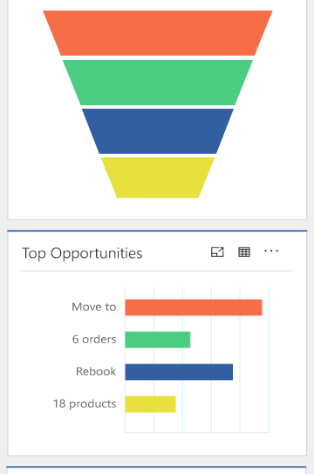 Top Opportunities
Move to
6 orders
Rebook
18 products